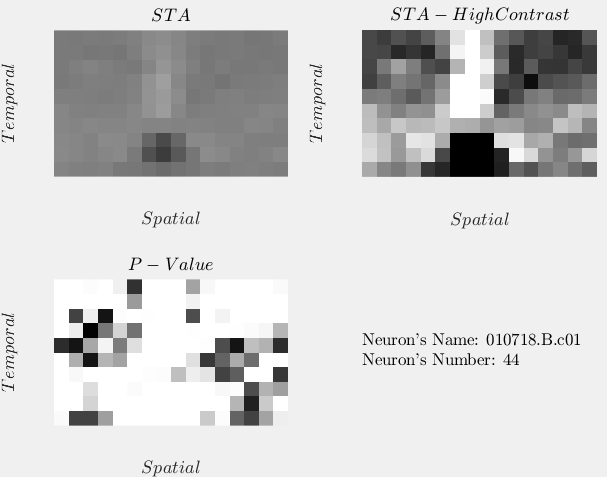 STA
STA − HighContrast
Temporal
Temporal
Spatial
Spatial
P − Value
Temporal
Neuron's Name: 010718.B.c01
Neuron's Number: 44
Spatial